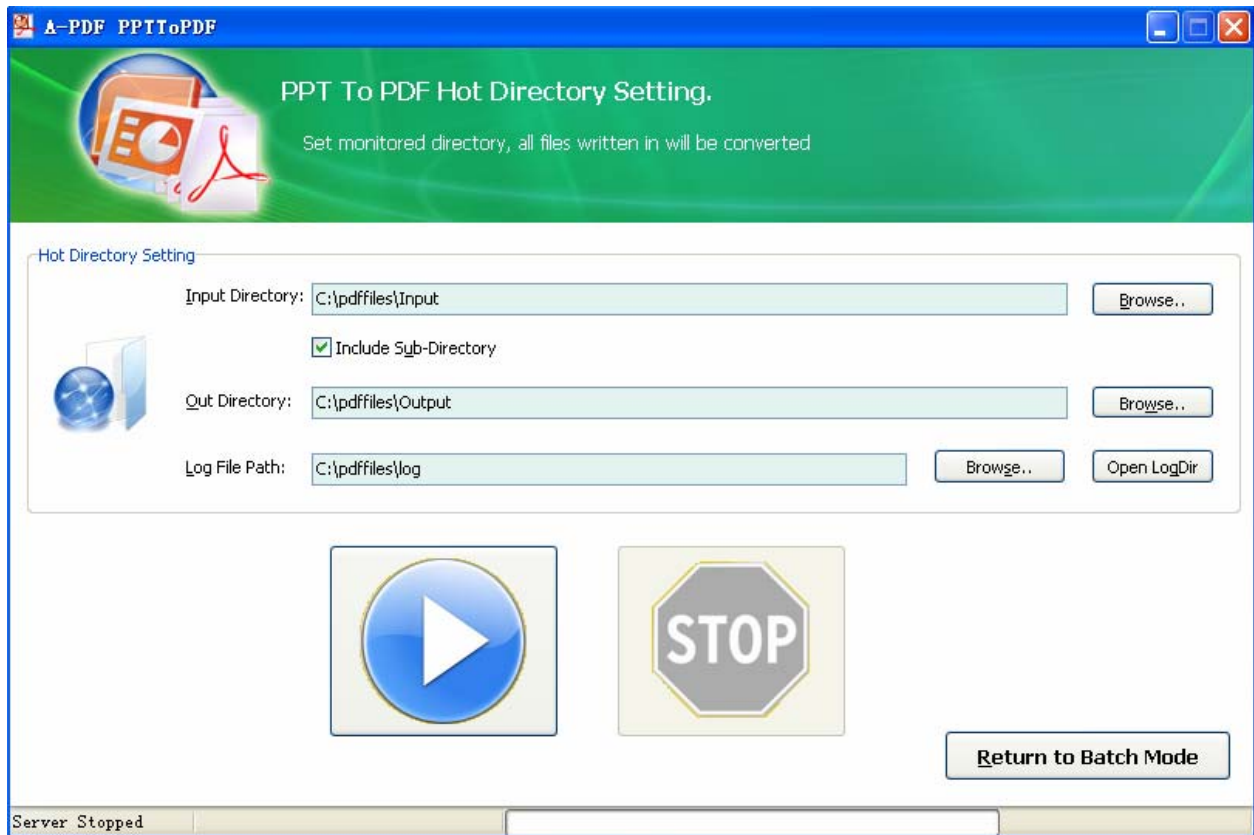 A-PDF PPTToPDF
PPT To PDF Hot Directory Setting.
Set monitored directory, all files written in will be converted
Hot Directory Setting
Input Directory: C:\pdffiles\Input Browse..
Include Sub-Directory
Out Directory: C:\pdffiles\Output Browse..
Log File Path: C:\pdffiles\log Browse.. Open LogDir
STOP
Return to Batch Mode
Server Stopped